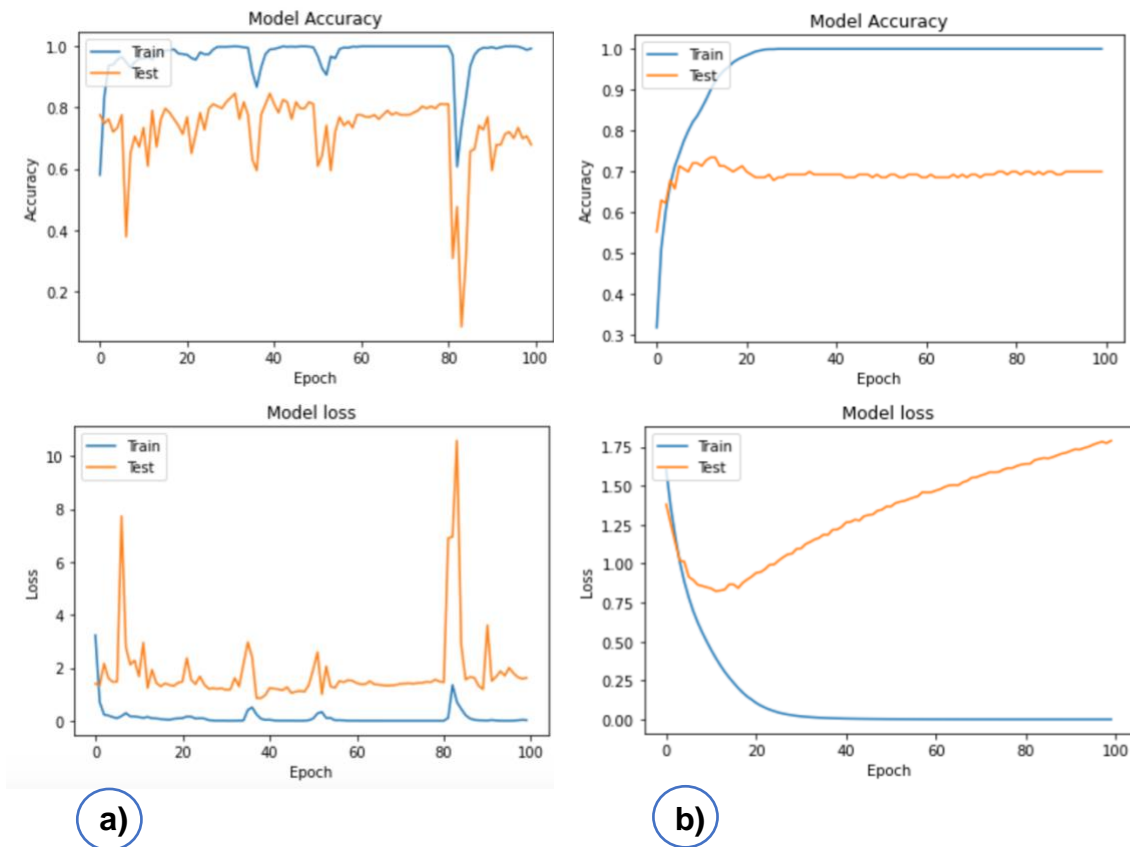 Model Accuracy
1.0
0.8
0.6
0.4
0.2
Accuracy
Train
Test
0 20 40 60 80 100
Epoch
Model Accuracy
1.0
0.9
0.8
0.7
0.6
0.5
0.4
0.3
Accuracy
Train
Test
0 20 40 60 80 100
Epoch
Model loss
10
8
6
4
2
0
Loss
Train
Test
0 20 40 60 80 100
Epoch
Model loss
1.75
1.50
1.25
1.00
0.75
0.50
0.25
0.00
Loss
Train
Test
0 20 40 60 80 100
Epoch
a)
b)